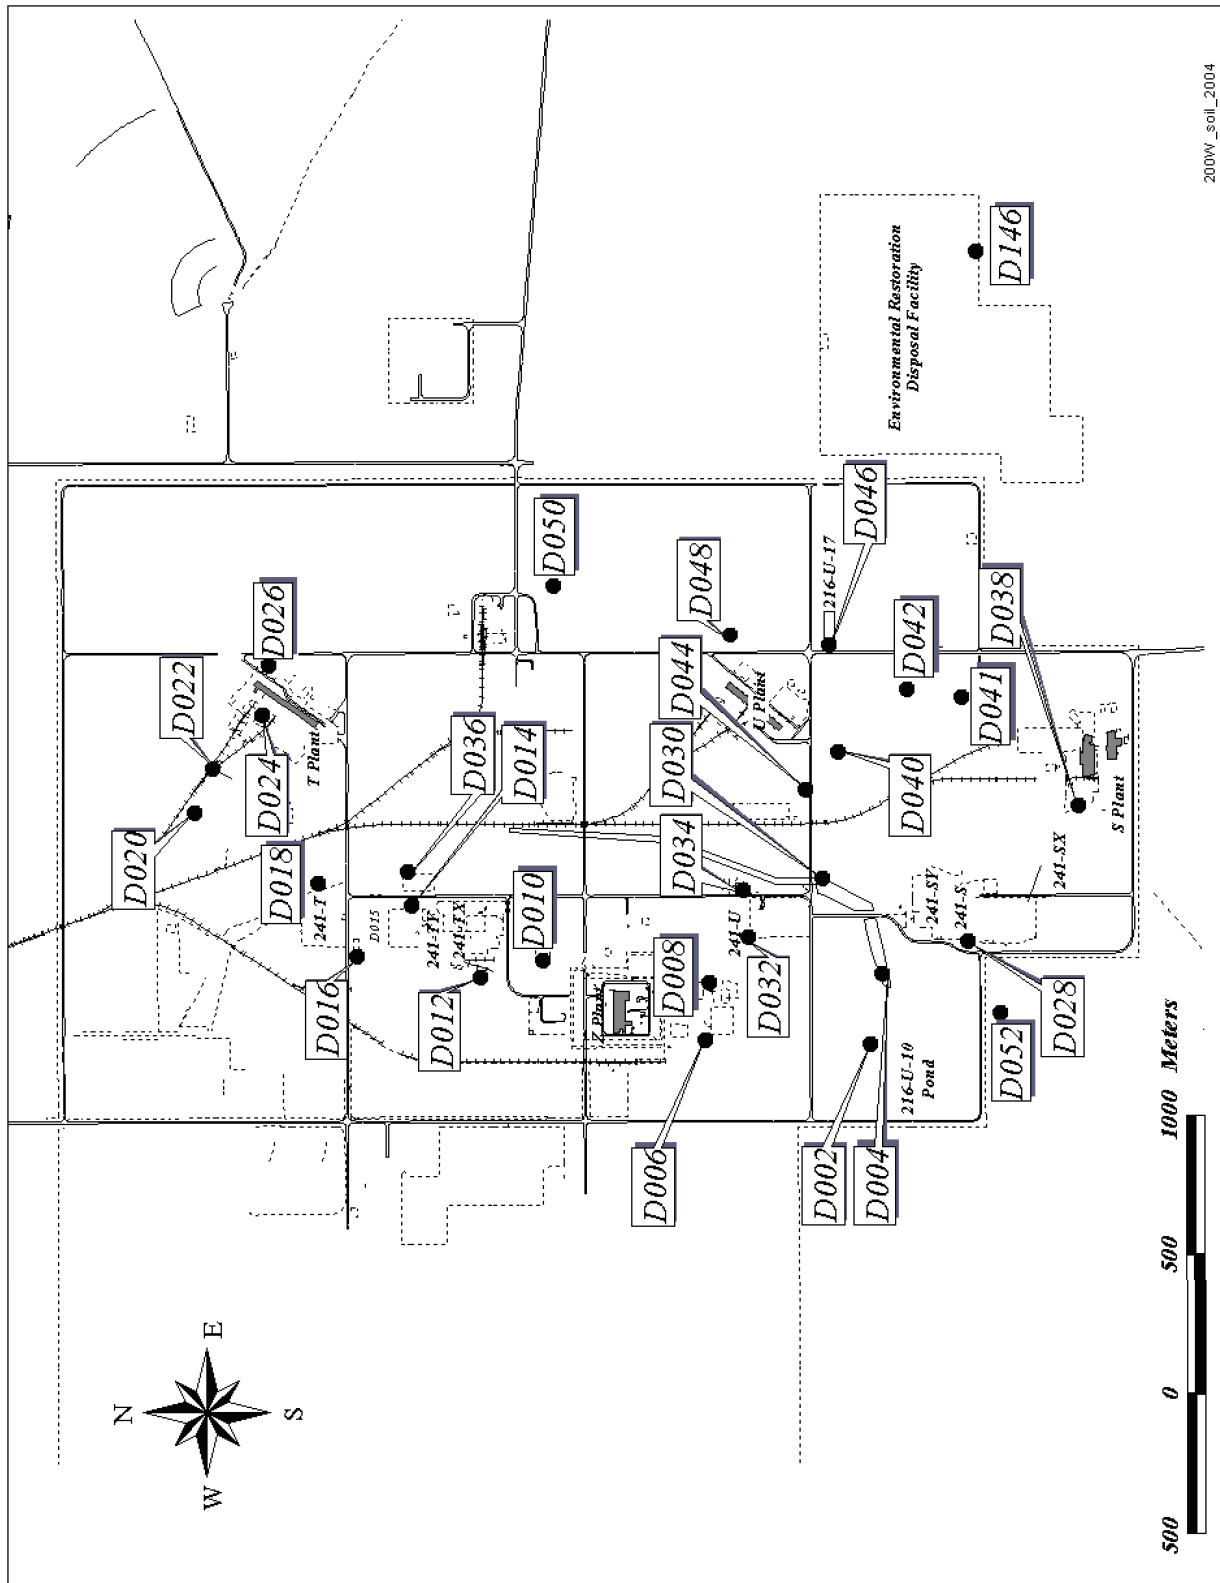 N
W
E
S
D020
D022
D024
D026
D018
T Plant
241-T
D016
D015
D012
241-TY
241-TX
D036
D014
D010
D050
Z Plant
D006
D008
D034
D030
D044
D048
241-U
U Plant
D032
D002
216-U-17
D046
D004
Environmental Restoration
Disposal Facility
216-U-10
Pond
D040
D042
241-SY
241-S
D041
D052
D038
D146
D028
241-SX
S Plant
500 0 500 1000 Meters
200W_soil_2004